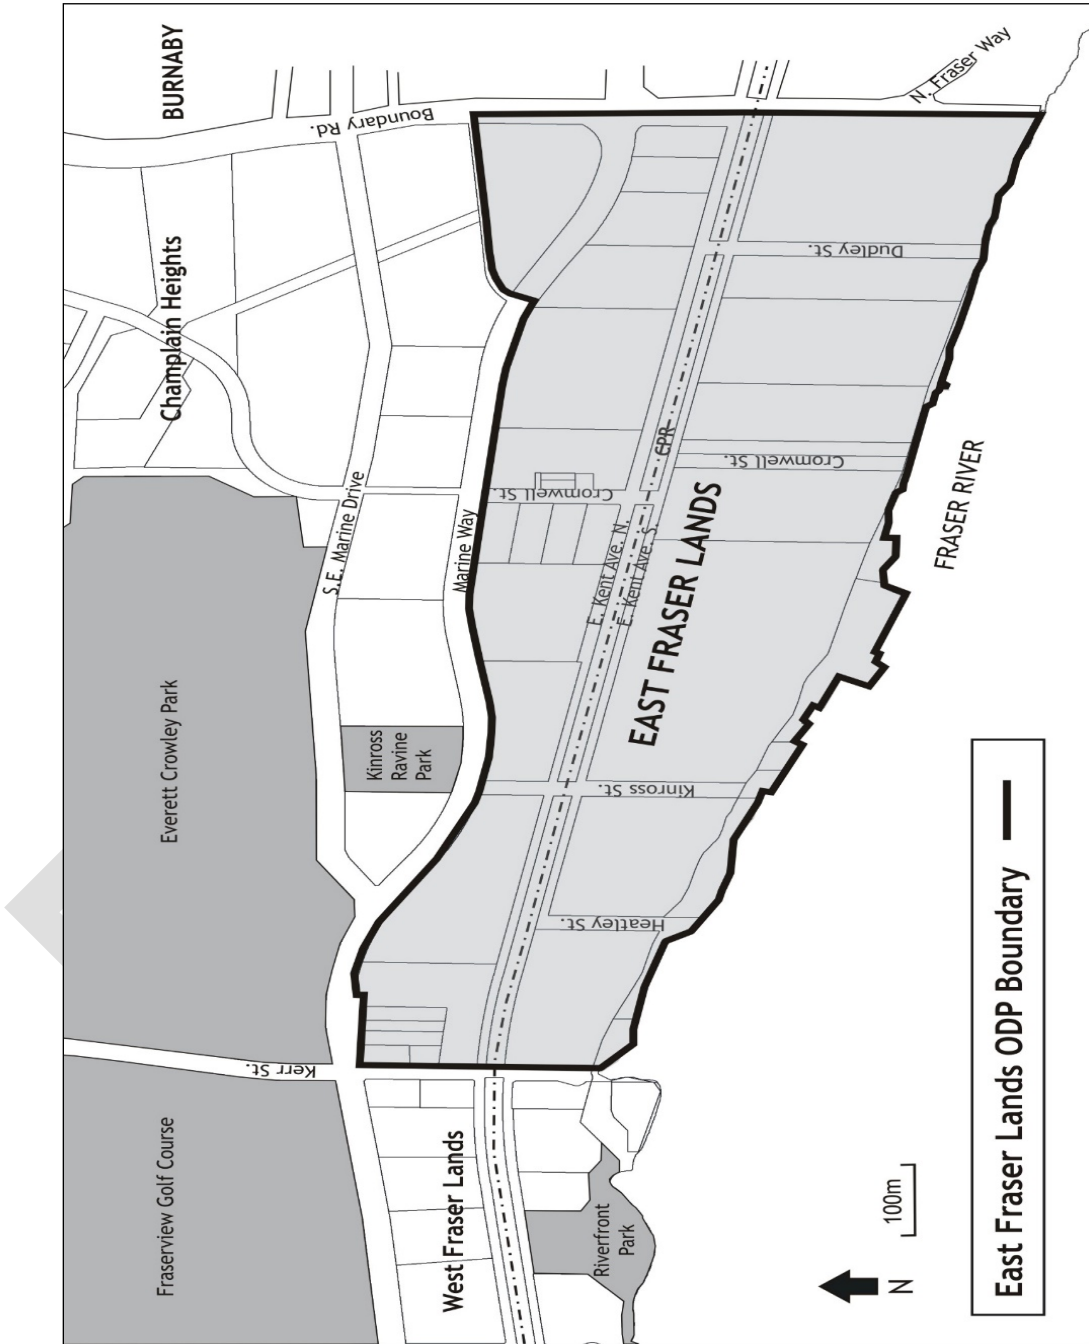 Fraserview Golf Course
Kerr St.
Everett Crowley Park
Champlain Heights
BURNABY
Boundary Rd.
S.E. Marine Drive
Kinross
Ravine
Park
Marine Way
West Fraser Lands
Cromwell St.
E. Kent Ave. N.
E. Kent Ave. S.
CPR
EAST FRASER LANDS
Heatley St.
Kinross St.
Cromwell St.
Dudley St.
N. Fraser Way
Riverfront
Park
FRASER RIVER
N
100m
East Fraser Lands ODP Boundary